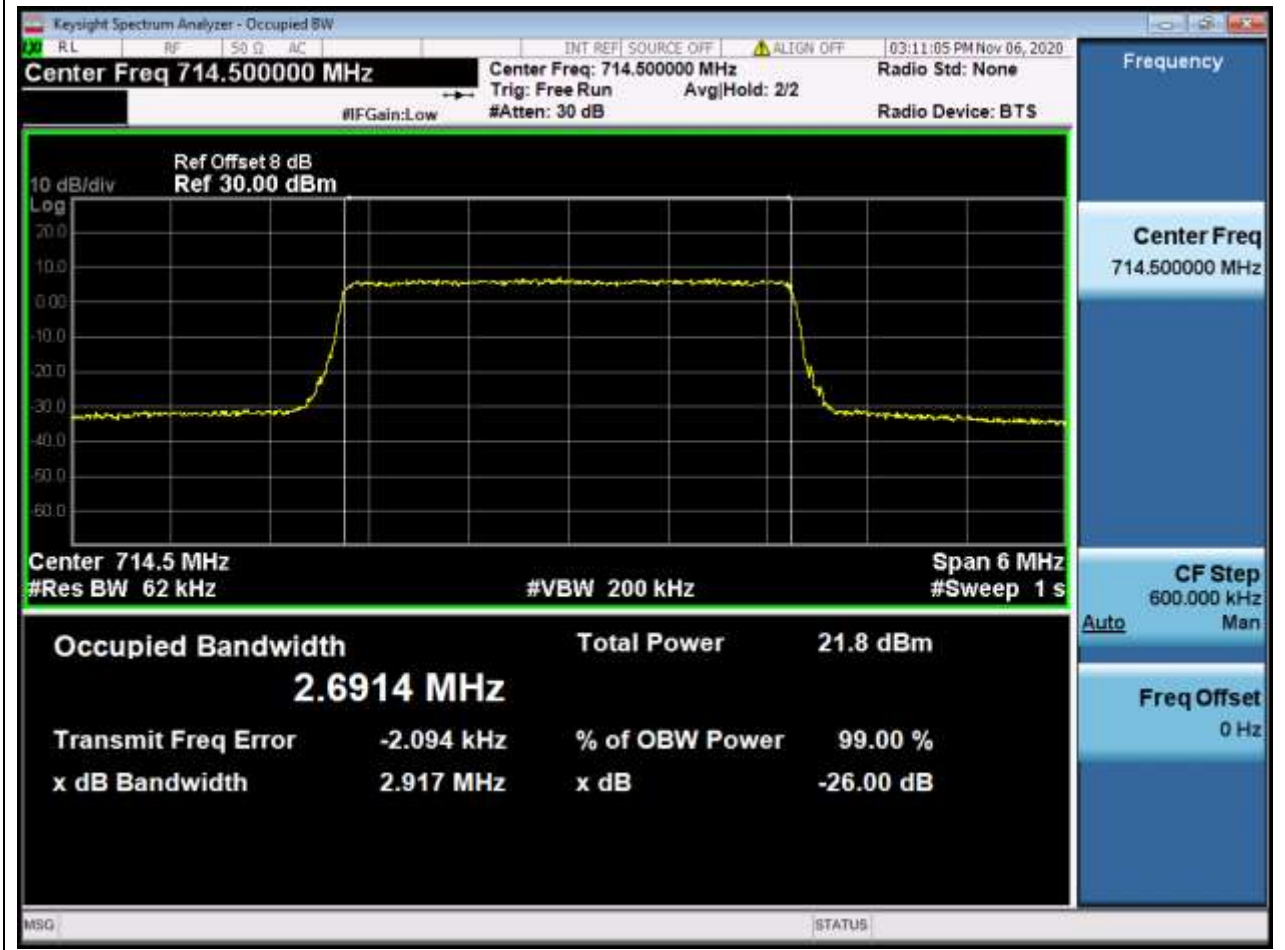 Keysight Spectrum Analyzer - Occupied BW
LXI RL RF 50 Ω AC INT REF SOURCE OFF ALIGN OFF 03:11:05 PM Nov 06, 2020
Center Freq 714.500000 MHz
Center Freq: 714.500000 MHz
Radio Std: None
Trig: Free Run Avg|Hold: 2/2
#IFGain:Low
#Atten: 30 dB
Radio Device: BTS
Frequency
Ref Offset 8 dB
10 dB/div Ref 30.00 dBm
Log
20.0
10.0
0.00
-10.0
-20.0
-30.0
-40.0
-50.0
-60.0
Center 714.5 MHz Span 6 MHz
#Res BW 62 kHz #VBW 200 kHz #Sweep 1 s
Center Freq
714.500000 MHz
CF Step
600.000 kHz
Auto Man
Freq Offset
0 Hz
Occupied Bandwidth Total Power 21.8 dBm
2.6914 MHz
Transmit Freq Error -2.094 kHz % of OBW Power 99.00 %
x dB Bandwidth 2.917 MHz x dB -26.00 dB
MSG STATUS